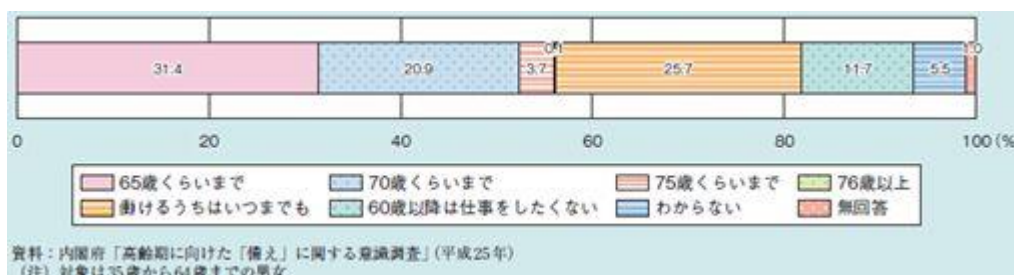 31.4 20.9 3.7 0.1 25.7 11.7 5.5 1.0
0 20 40 60 80 100(%
65歳くらいまで 70歳くらいまで 75歳くらいまで 76歳以上
働けるうちはいつまでも 60歳以降は仕事をしたくない わからない 無回答
資料：内閣府「高齢期に向けた「備え」に関する意識調査」(平成25年)
(注) 対象は35歳から64歳までの男女